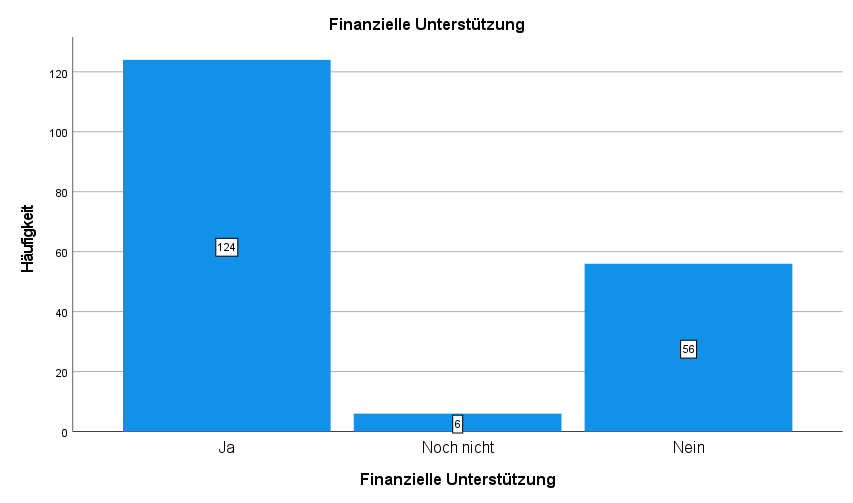 Finanzielle Unterstützung
Häufigkeit
120
100
80
60
40
20
0
124
6
56
Ja
Noch nicht
Nein
Finanzielle Unterstützung